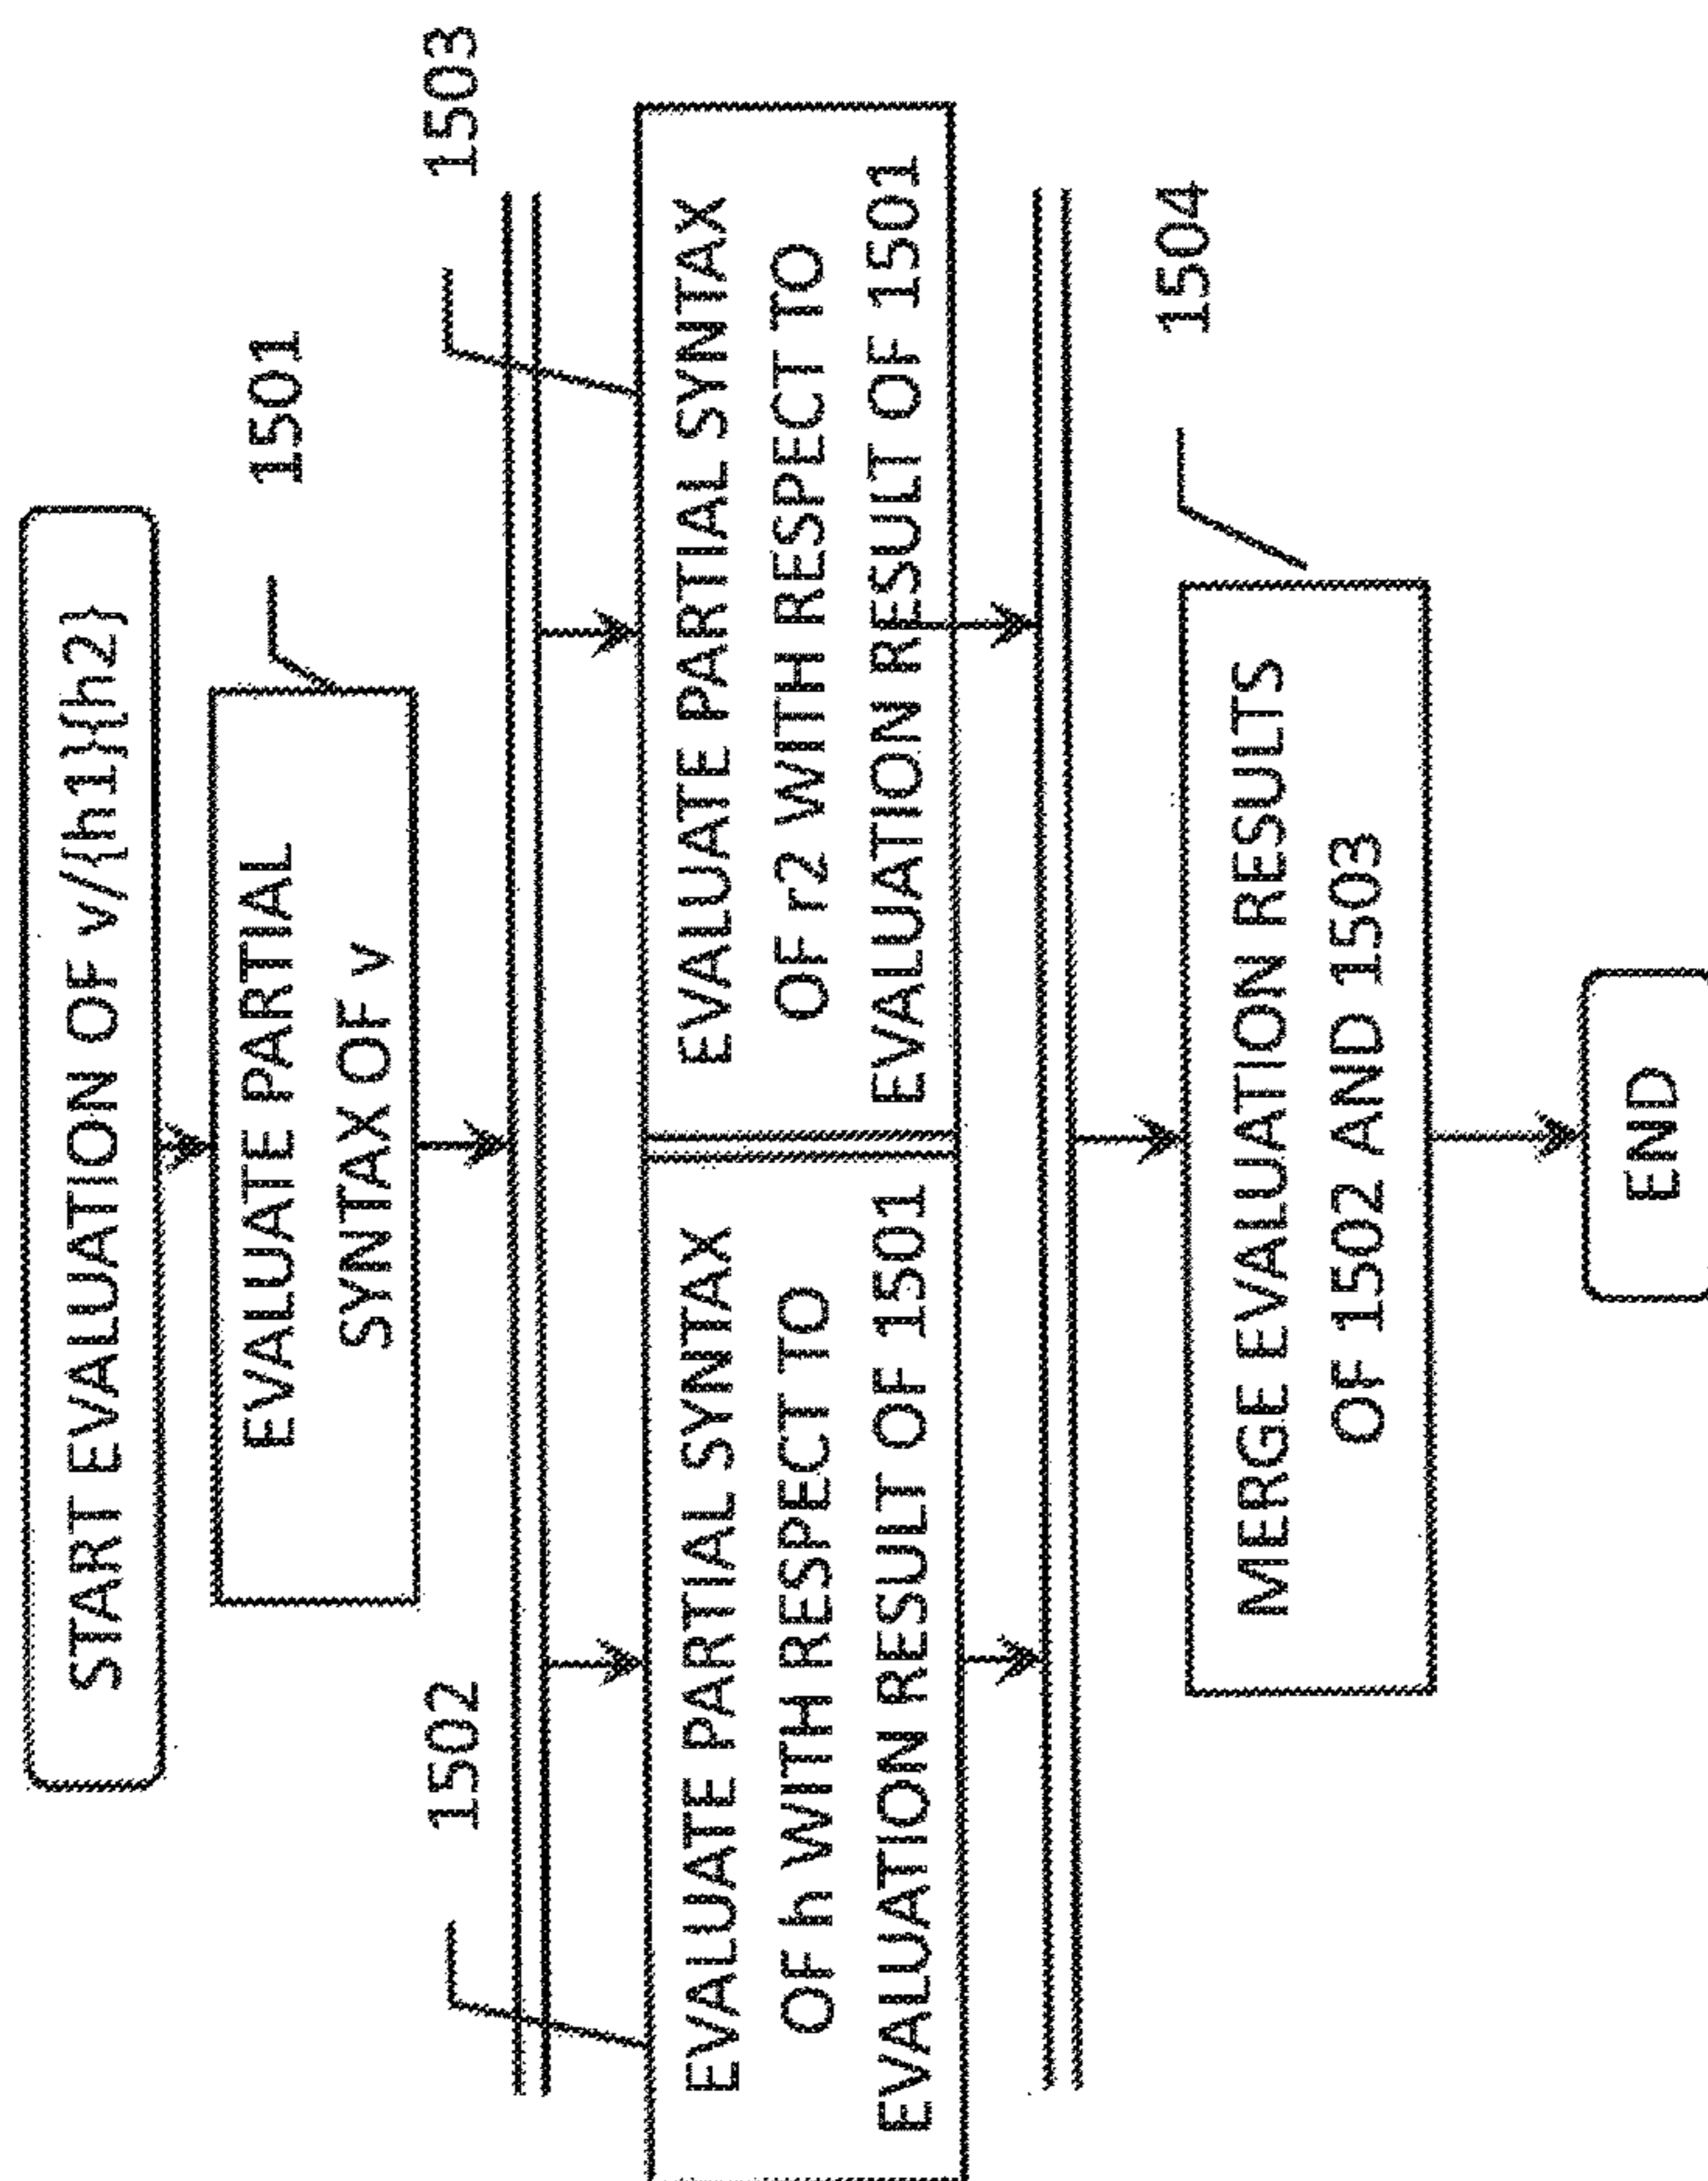 START EVALUATION OF v/{h1}{h2}
1501
EVALUATE PARTIAL
SYNTAX OF v
1502
1503
EVALUATE PARTIAL SYNTAX
OF h WITH RESPECT TO
EVALUATION RESULT OF 1501
EVALUATE PARTIAL SYNTAX
OF r2 WITH RESPECT TO
EVALUATION RESULT OF 1501
1504
MERGE EVALUATION RESULTS
OF 1502 AND 1503
END